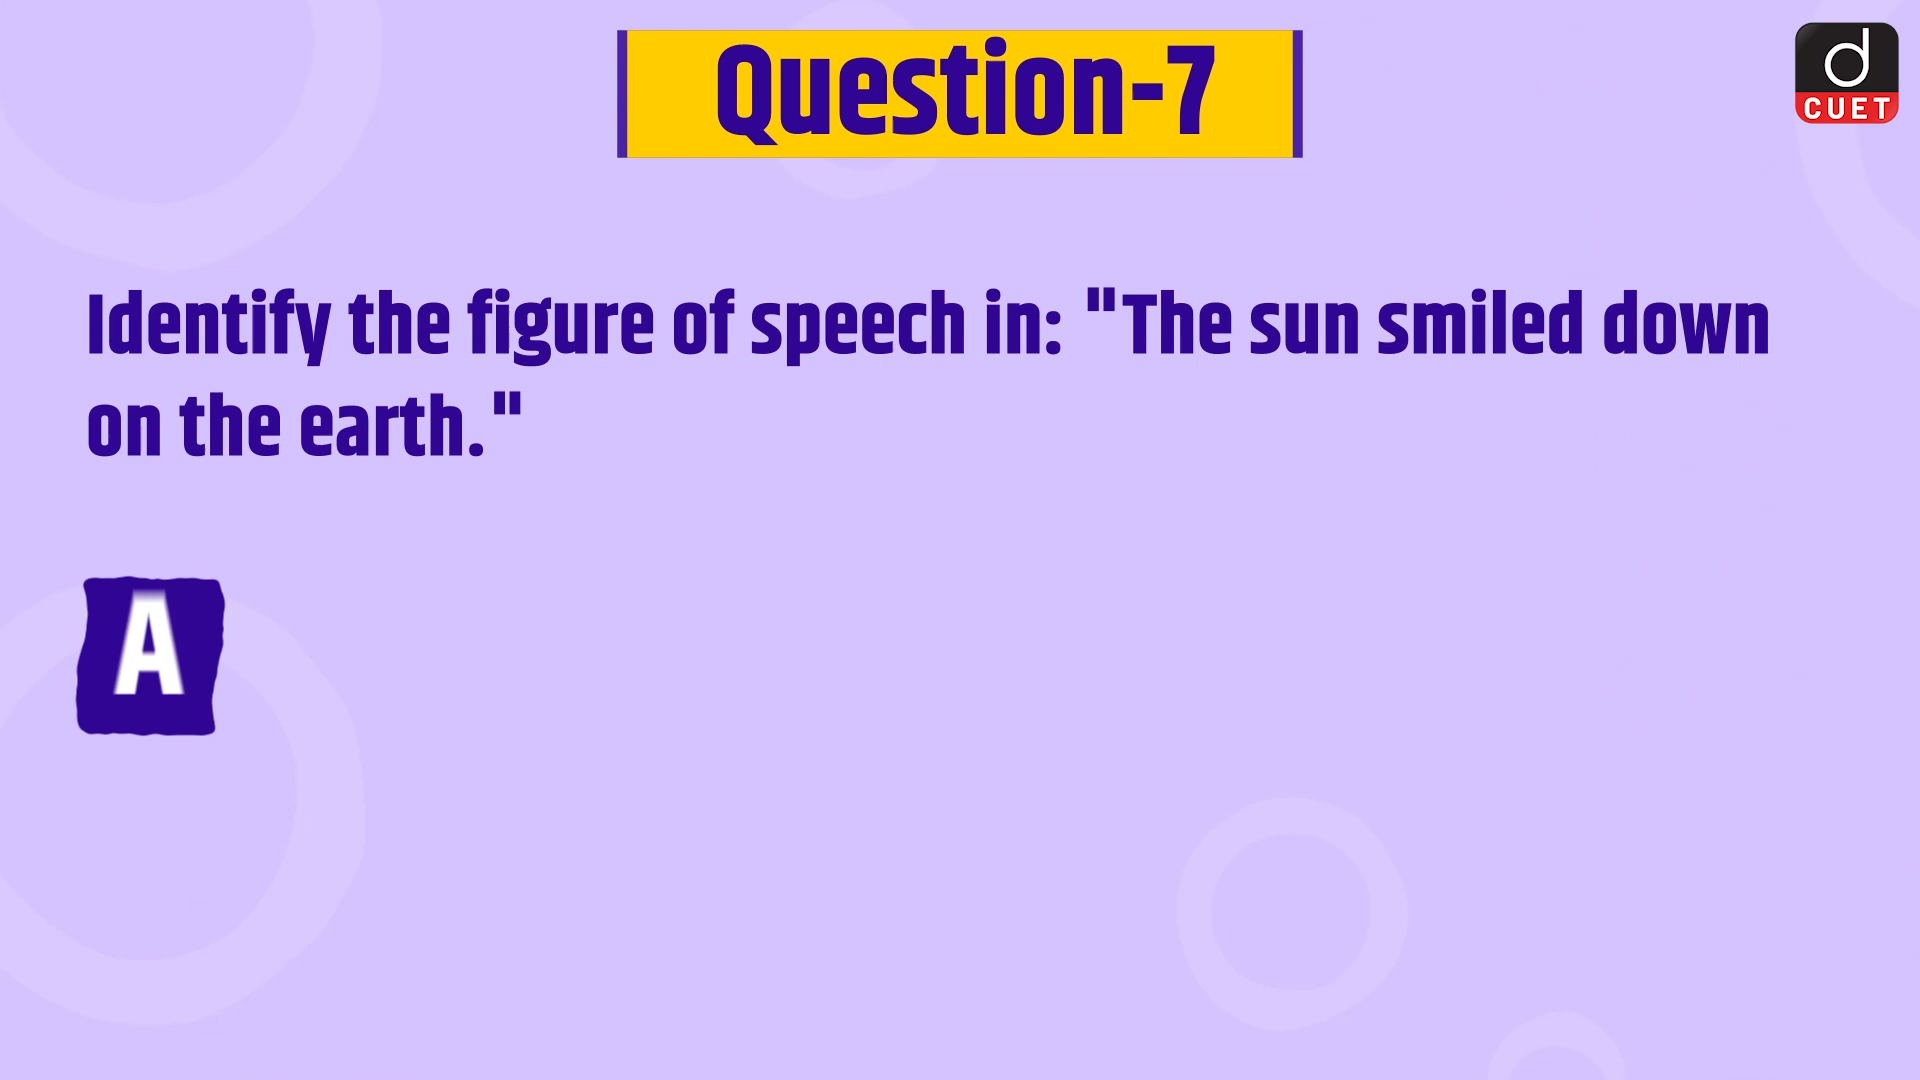 Question-7
d
CUET
Identify the figure of speech in: "The sun smiled down
on the earth."
A